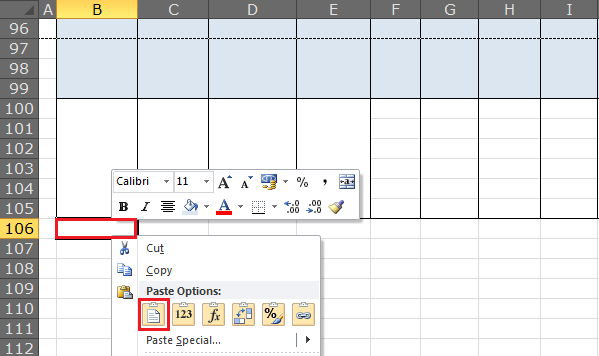 A B C D E F G H I
96
97
98
99
100
101
102
103
104
105
106
107
108
109
110
111
112
Calibri 11 A A % ,
B I A .00 .0 .0 .00
Cut
Copy
Paste Options:
123 fx %
Paste Special...